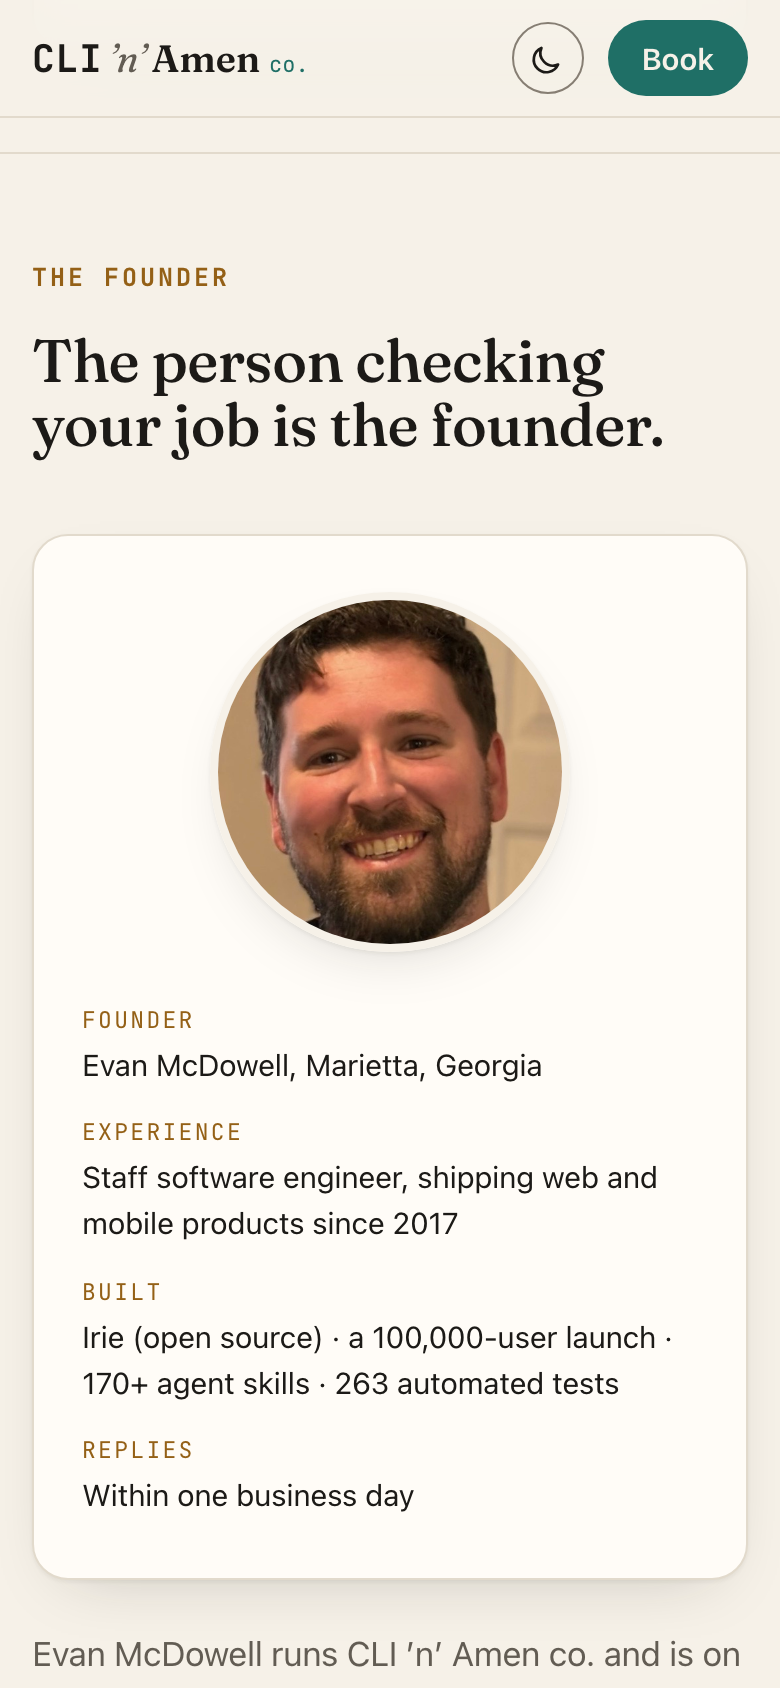 CLI ’n’ Amen co.
Book
THE FOUNDER
The person checking
your job is the founder.
FOUNDER
Evan McDowell, Marietta, Georgia
EXPERIENCE
Staff software engineer, shipping web and
mobile products since 2017
BUILT
Irie (open source) · a 100,000-user launch ·
170+ agent skills · 263 automated tests
REPLIES
Within one business day
Evan McDowell runs CLI ’n’ Amen co. and is on